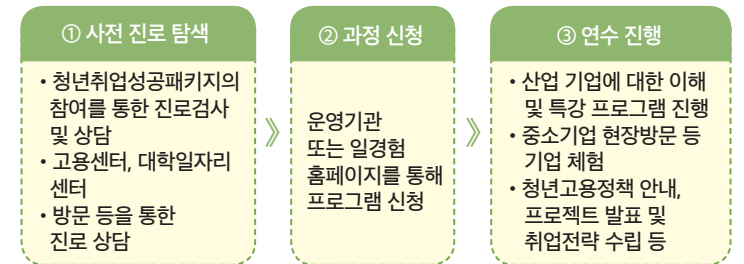 ① 사전 진로 탐색
• 청년취업성공패키지의
참여를 통한 진로검사
및 상담
• 고용센터, 대학일자리
센터
• 방문 등을 통한
진로 상담
② 과정 신청
운영기관
또는 일경험
홈페이지를 통해
프로그램 신청
③ 연수 진행
• 산업 기업에 대한 이해
및 특강 프로그램 진행
• 중소기업 현장방문 등
기업 체험
• 청년고용정책 안내,
프로젝트 발표 및
취업전략 수립 등